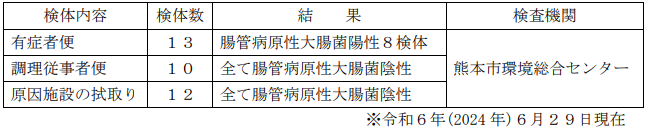 検体内容 検体数 結　果 検査機関
有症者便 １３ 腸管病原性大腸菌陽性８検体
調理従事者便 １０ 全て腸管病原性大腸菌陰性 熊本市環境総合センター
原因施設の拭取り １２ 全て腸管病原性大腸菌陰性
※令和６年(2024 年)６月２９日現在